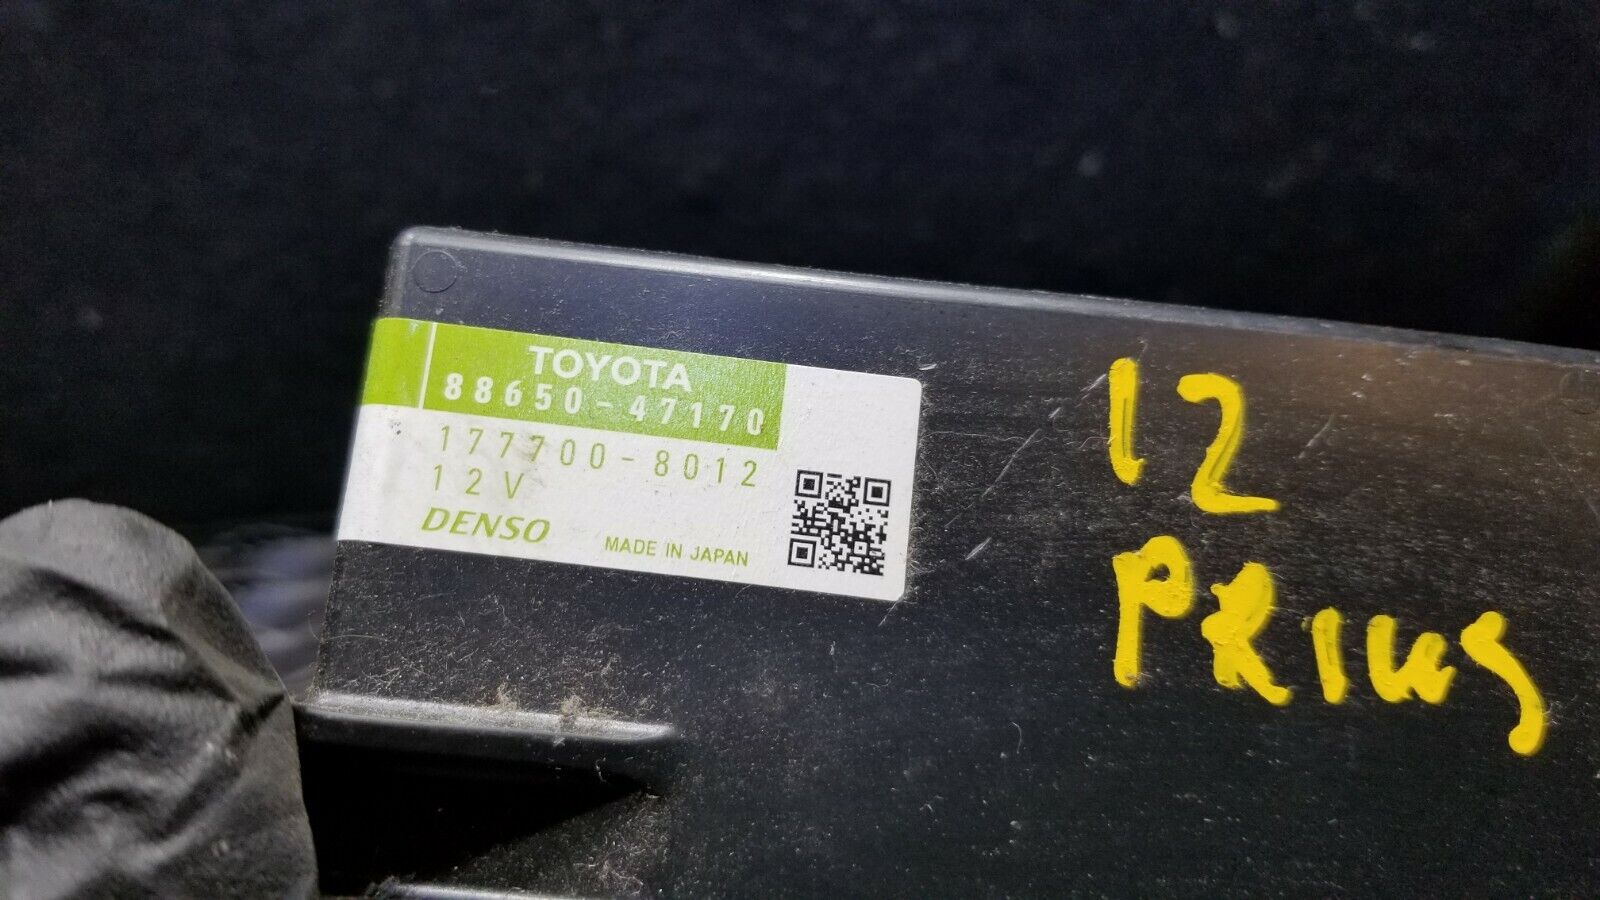 TOYOTA
88650-47170
177700-8012
12V
DENSO
MADE IN JAPAN
12
PRIUS